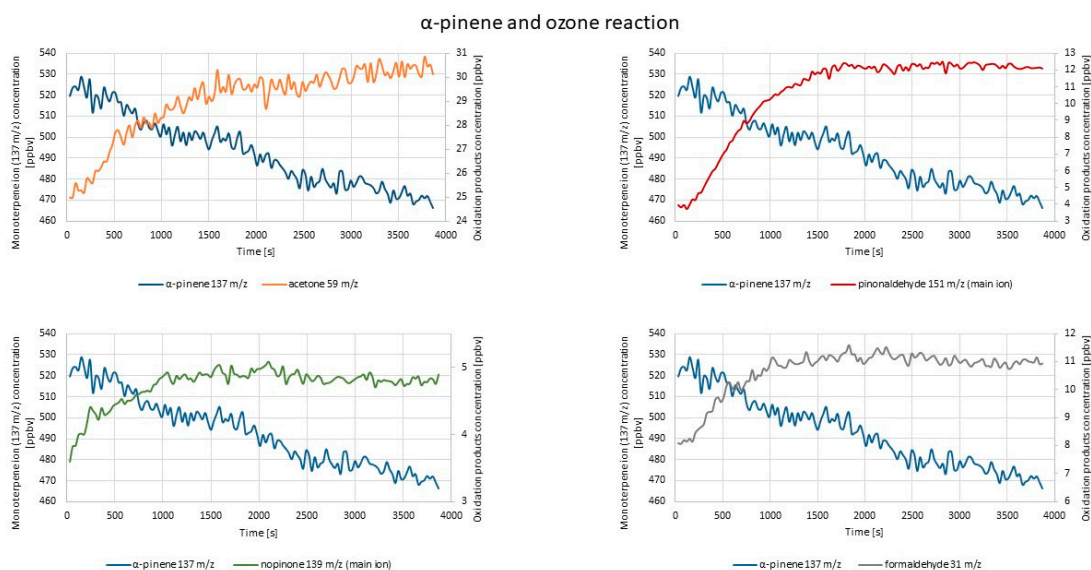 α-pinene and ozone reaction
Monoterpene ion (137 m/z) concentration
[ppbv]
540
530
520
510
500
490
480
470
460
31
30
29
28
27
26
25
24
Oxidation products concentration [ppbv]
0 500 1000 1500 2000 2500 3000 3500 4000
Time [s]
α-pinene 137 m/z acetone 59 m/z
Monoterpene ion (137 m/z) concentration
[ppbv]
540
530
520
510
500
490
480
470
460
13
12
11
10
9
8
7
6
5
4
3
Oxidation products concentration [ppbv]
0 500 1000 1500 2000 2500 3000 3500 4000
Time [s]
α-pinene 137 m/z pinonaldehyde 151 m/z (main ion)
Monoterpene ion (137 m/z) concentration
[ppbv]
540
530
520
510
500
490
480
470
460
5
4
3
Oxidation products concentration [ppbv]
0 500 1000 1500 2000 2500 3000 3500 4000
Time [s]
α-pinene 137 m/z nopinone 139 m/z (main ion)
Monoterpene ion (137 m/z) concentration
[ppbv]
540
530
520
510
500
490
480
470
460
12
11
10
9
8
7
6
Oxidation products concentration [ppbv]
0 500 1000 1500 2000 2500 3000 3500 4000
Time [s]
α-pinene 137 m/z formaldehyde 31 m/z